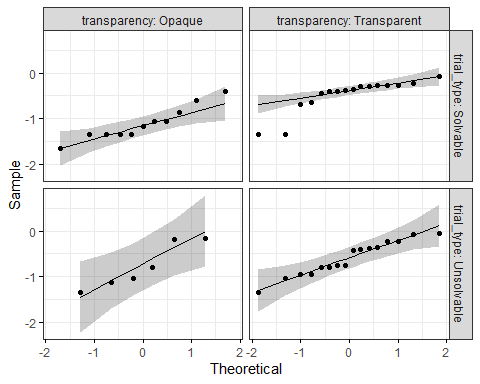 transparency: Opaque
transparency: Transparent
0
-1
-2
trial_type: Solvable
Sample
0
-1
-2
trial_type: Unsolvable
-2
-1
0
1
2
-2
-1
0
1
2
Theoretical